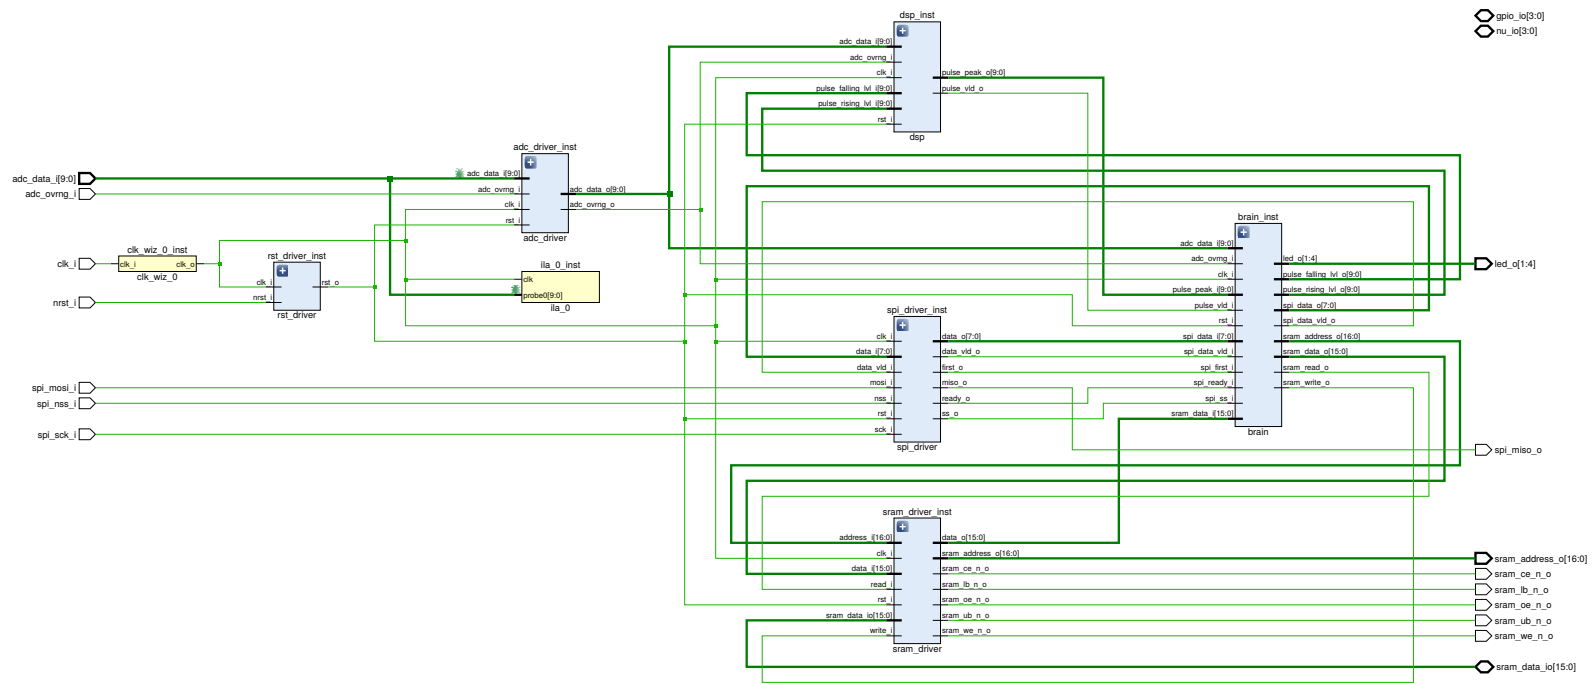 dsp_inst
adc_data_i[9:0]
adc_ovrng_i
clk_i
pulse_falling_lvl_i[9:0]
pulse_rising_lvl_i[9:0]
rst_i
pulse_peak_o[9:0]
pulse_vld_o
dsp
gpio_io[3:0]
nu_io[3:0]
adc_data_i[9:0]
adc_ovrng_i
clk_i
nrst_i
spi_mosi_i
spi_nss_i
spi_sck_i
clk_wiz_0_inst
clk_i
clk_o
clk_wiz_0
rst_driver_inst
clk_i
nrst_i
rst_o
rst_driver
adc_driver_inst
adc_data_i[9:0]
adc_ovrng_i
clk_i
rst_i
adc_data_o[9:0]
adc_ovrng_o
adc_driver
ila_0_inst
clk
probe0[9:0]
ila_0
spi_driver_inst
clk_i
data_i[7:0]
data_vld_i
mosi_i
nss_i
rst_i
sck_i
data_o[7:0]
data_vld_o
first_o
miso_o
ready_o
ss_o
spi_driver
brain_inst
adc_data_i[9:0]
adc_ovrng_i
clk_i
pulse_peak_i[9:0]
pulse_vld_i
rst_i
spi_data_i[7:0]
spi_data_vld_i
spi_first_i
spi_ready_i
spi_ss_i
sram_data_i[15:0]
led_o[1:4]
pulse_falling_lvl_o[9:0]
pulse_rising_lvl_o[9:0]
spi_data_o[7:0]
spi_data_vld_o
sram_address_o[16:0]
sram_data_o[15:0]
sram_read_o
sram_write_o
brain
sram_driver_inst
address_i[16:0]
clk_i
data_i[15:0]
read_i
rst_i
sram_data_io[15:0]
write_i
data_o[15:0]
sram_address_o[16:0]
sram_ce_n_o
sram_lb_n_o
sram_oe_n_o
sram_ub_n_o
sram_we_n_o
sram_driver
led_o[1:4]
spi_miso_o
sram_address_o[16:0]
sram_ce_n_o
sram_lb_n_o
sram_oe_n_o
sram_ub_n_o
sram_we_n_o
sram_data_io[15:0]